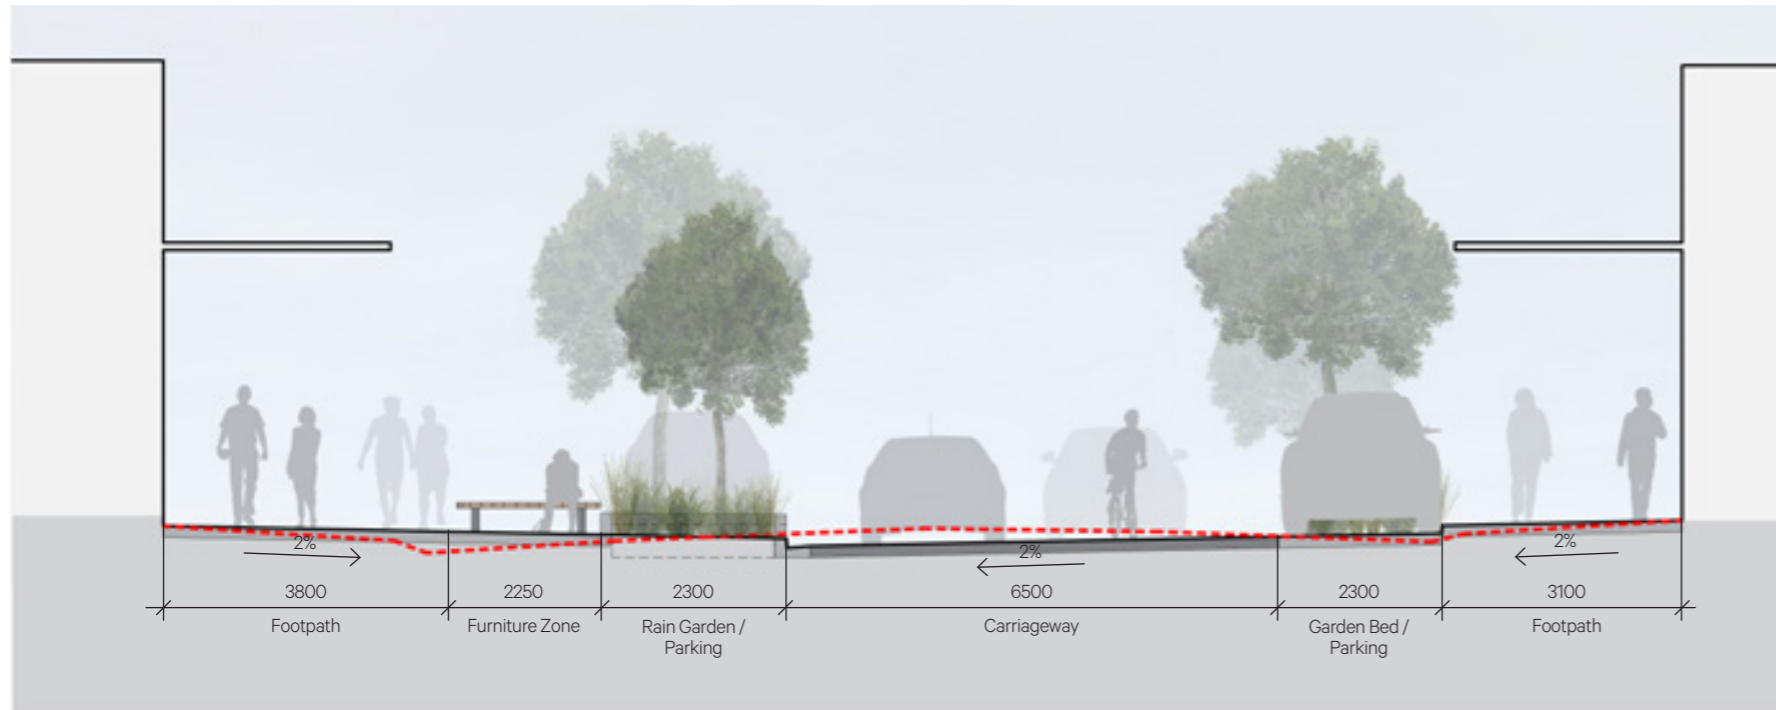 2%
2%
2%
3800
2250
2300
6500
2300
3100
Footpath
Furniture Zone
Rain Garden /
Parking
Carriageway
Garden Bed /
Parking
Footpath